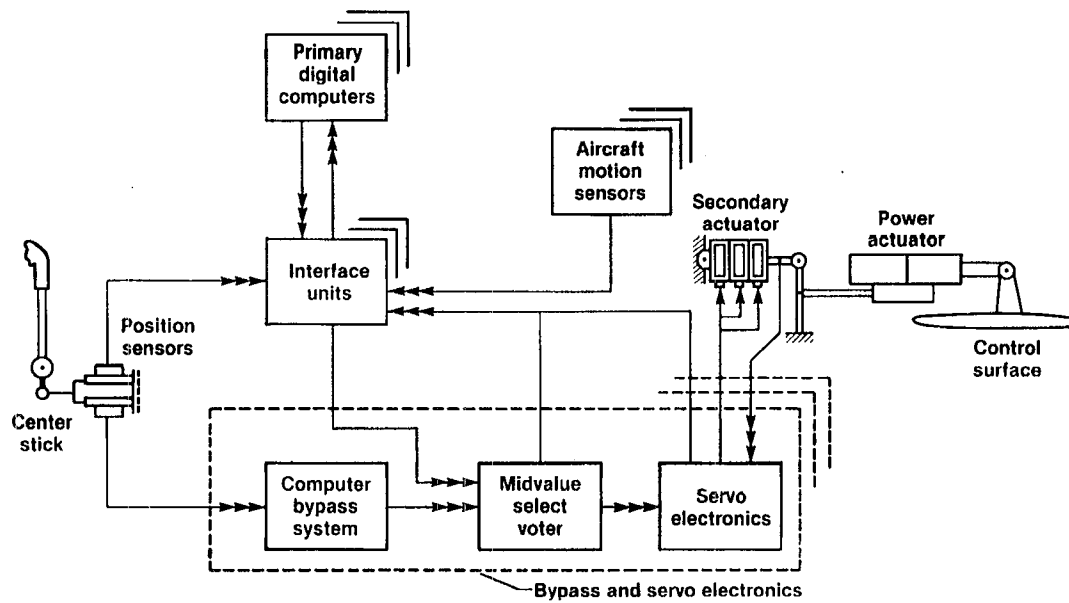 Primary
digital
computers
Aircraft
motion
sensors
Secondary
actuator
Power
actuator
Interface
units
Position
sensors
Control
surface
Center
stick
Computer
bypass
system
Midvalue
select
voter
Servo
electronics
Bypass and servo electronics